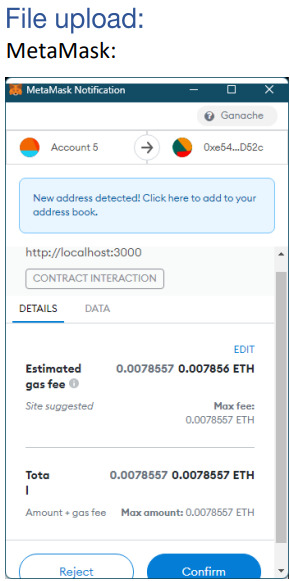 File upload:
MetaMask:
MetaMask Notification
Ganache
Account 5
0xe54...D52c
New address detected! Click here to add to your
address book.
http://localhost:3000
CONTRACT INTERACTION
DETAILS DATA
EDIT
Estimated 0.0078557 0.007856 ETH
gas fee
Site suggested Max fee:
0.0078557 ETH
Tota 0.0078557 0.0078557 ETH
l
Amount + gas fee Max amount: 0.0078557 ETH
Reject Confirm